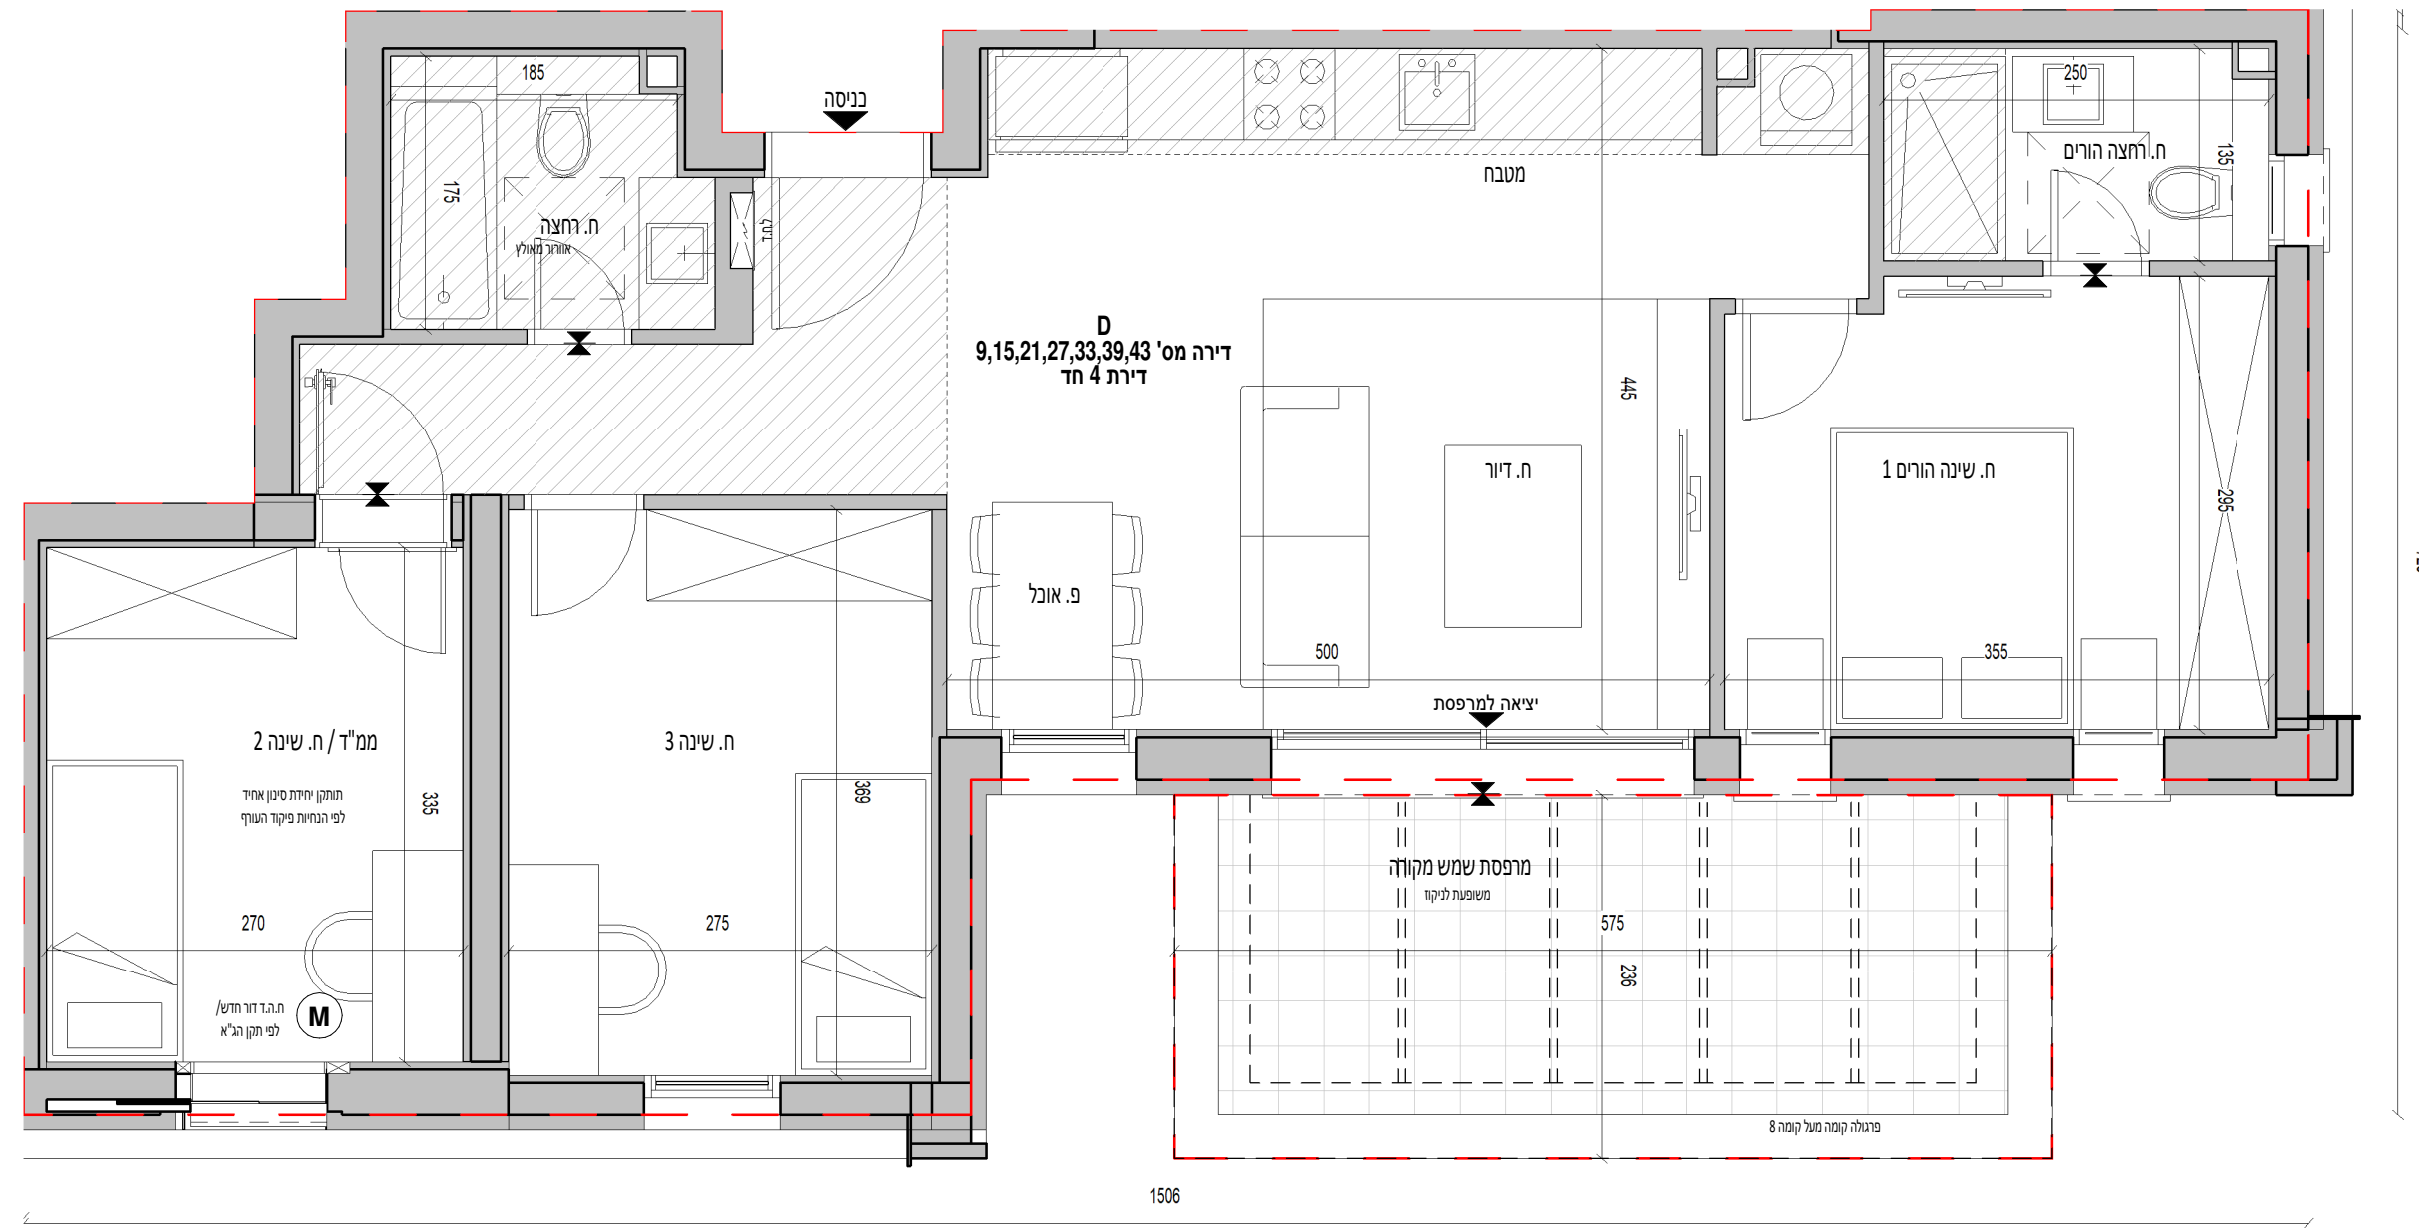 185
כניסה
250
ח. רחצה הורים
135
מטבח
175
ח. רחצה
אוורור מאולץ
ל.ח.ד
D
דירה מס' 9,15,21,27,33,39,43
דירת 4 חד
445
ח. דיור
ח. שינה הורים 1
295
פ. אוכל
500
355
יציאה למרפסת
ממ"ד / ח. שינה 2
ח. שינה 3
תותקן יחידת סינון אחיד
לפי הנחיות פיקוד העורף
335
369
מרפסת שמש מקורה
משופעת לניקוז
270
275
575
236
ח.ה.ד דור חדש/
לפי תקן הג"א
M
פרגולה קומה מעל קומה 8
1506